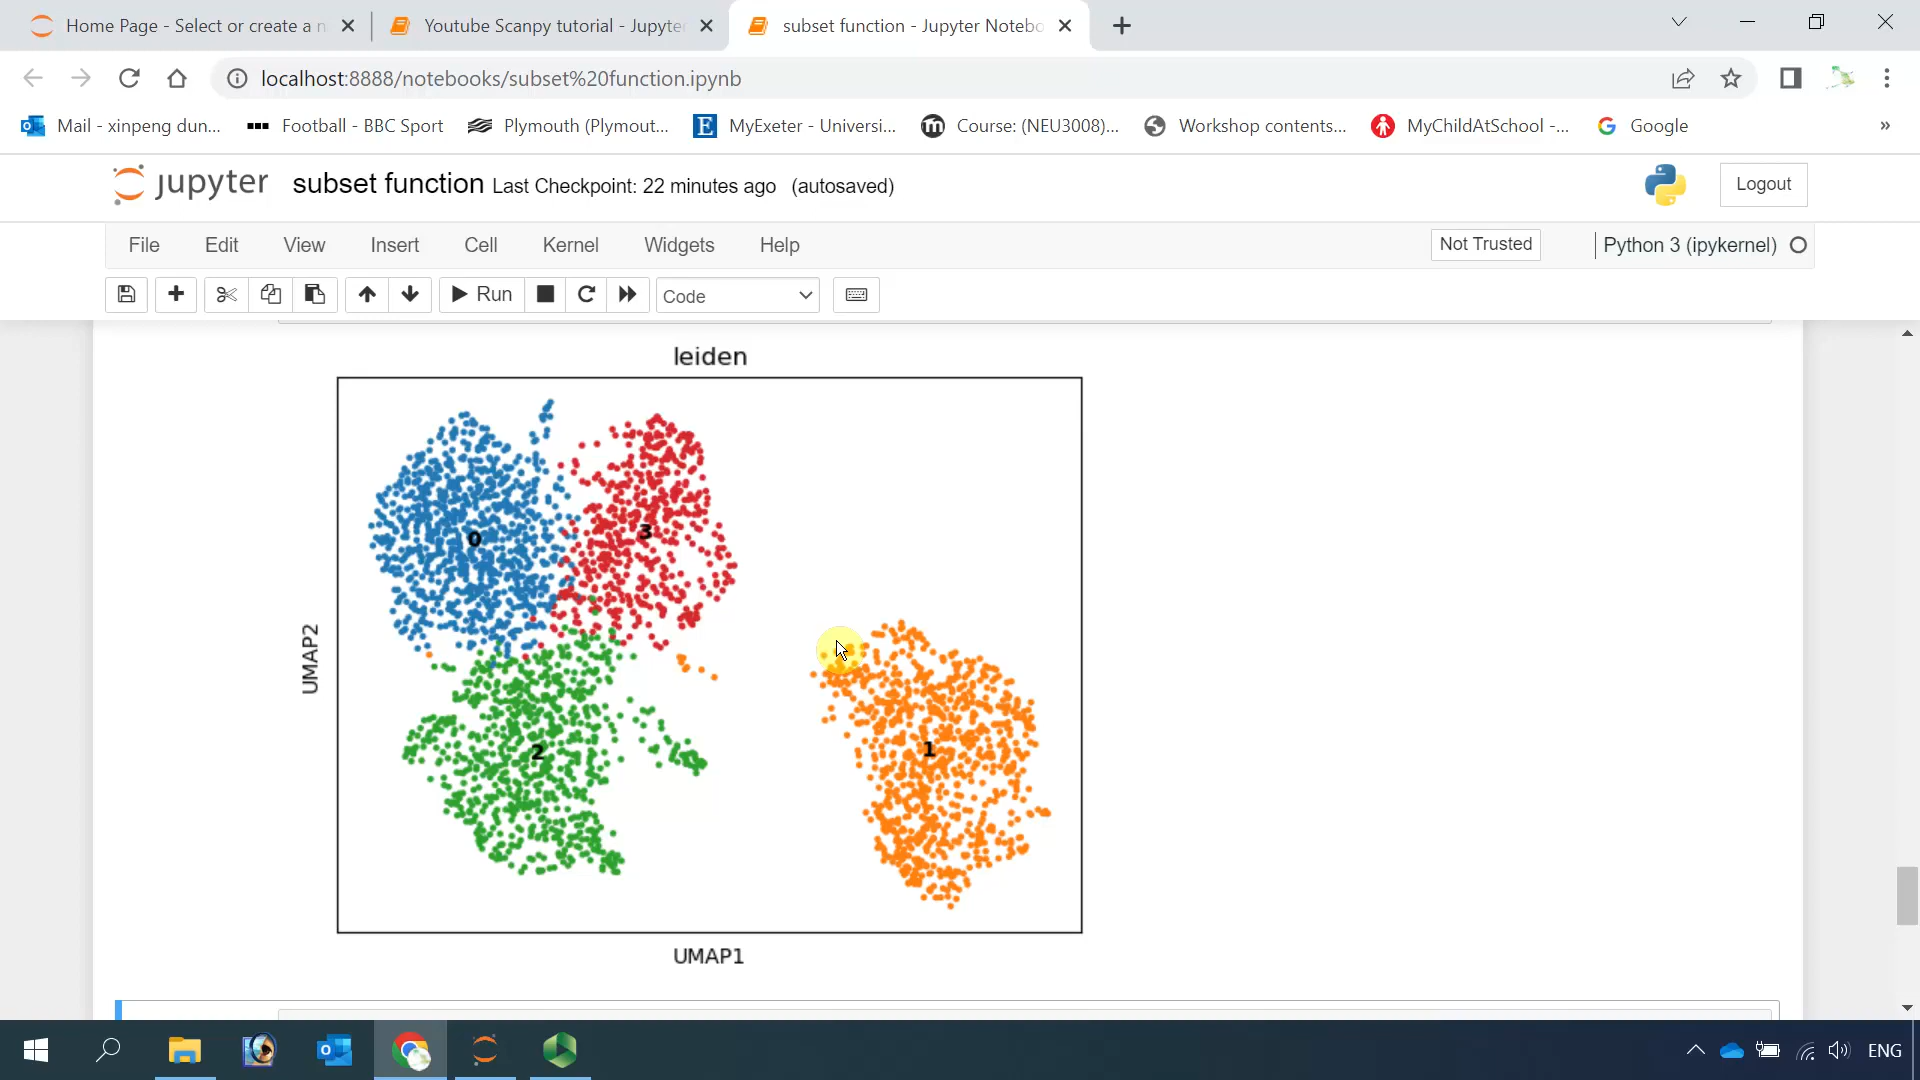 Home Page - Select or create a n
Youtube Scanpy tutorial - Jupyte
subset function - Jupyter Notebo
localhost:8888/notebooks/subset%20function.ipynb
Mail - xinpeng dun...
Football - BBC Sport
Plymouth (Plymout...
E
MyExeter - Universi...
m
Course: (NEU3008)...
Workshop contents...
MyChildAtSchool -...
G
Google
»
jupyter subset function Last Checkpoint: 22 minutes ago (autosaved)
Logout
File Edit View Insert Cell Kernel Widgets Help
Not Trusted
Python 3 (ipykernel)
Run
Code
leiden
0
3
2
1
UMAP2
UMAP1
ENG